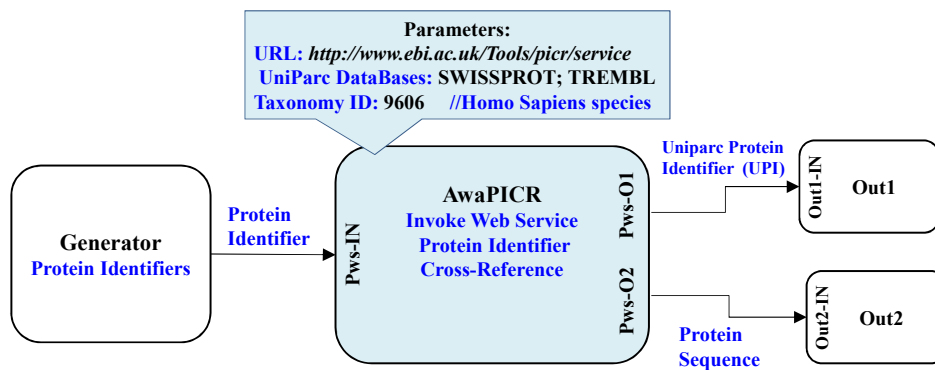 Parameters:
URL: http://www.ebi.ac.uk/Tools/picr/service
UniParc DataBases: SWISSPROT; TREMBL
Taxonomy ID: 9606 //Homo Sapiens species
Generator
Protein Identifiers
Protein
Identifier
Pws-IN
AwaPICR
Invoke Web Service
Protein Identifier
Cross-Reference
Pws-O1
Pws-O2
Uniparc Protein
Identifier (UPI)
Out1-IN
Out1
Protein
Sequence
Out2-IN
Out2